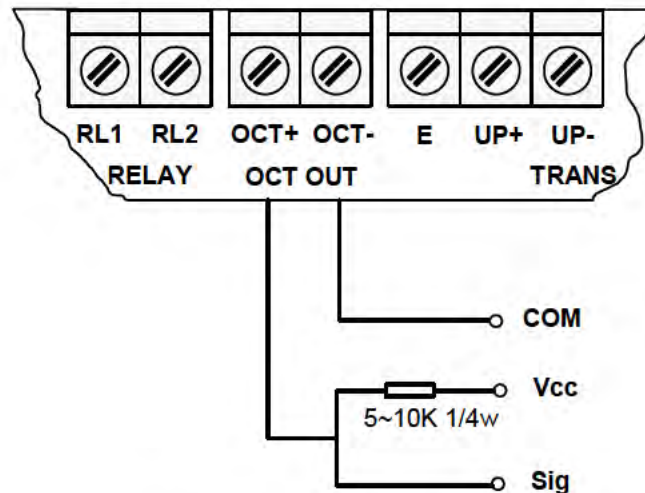 RL1 RL2 OCT+ OCT- E UP+ UP-
RELAY OCT OUT TRANS
COM
Vcc
5~10K 1/4w
Sig